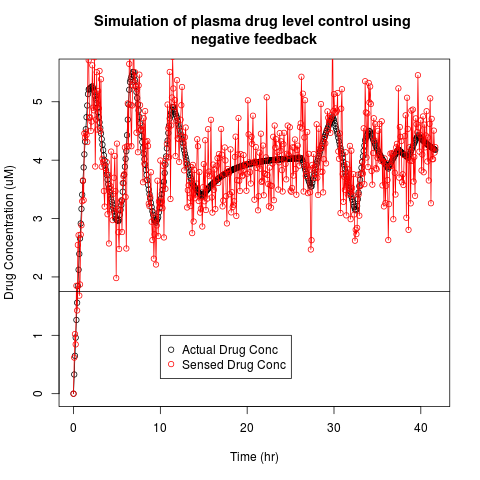 Simulation of plasma drug level control using
negative feedback
Drug Concentration (uM)
5
4
3
2
1
0
Actual Drug Conc
Sensed Drug Conc
0
10
20
30
40
Time (hr)